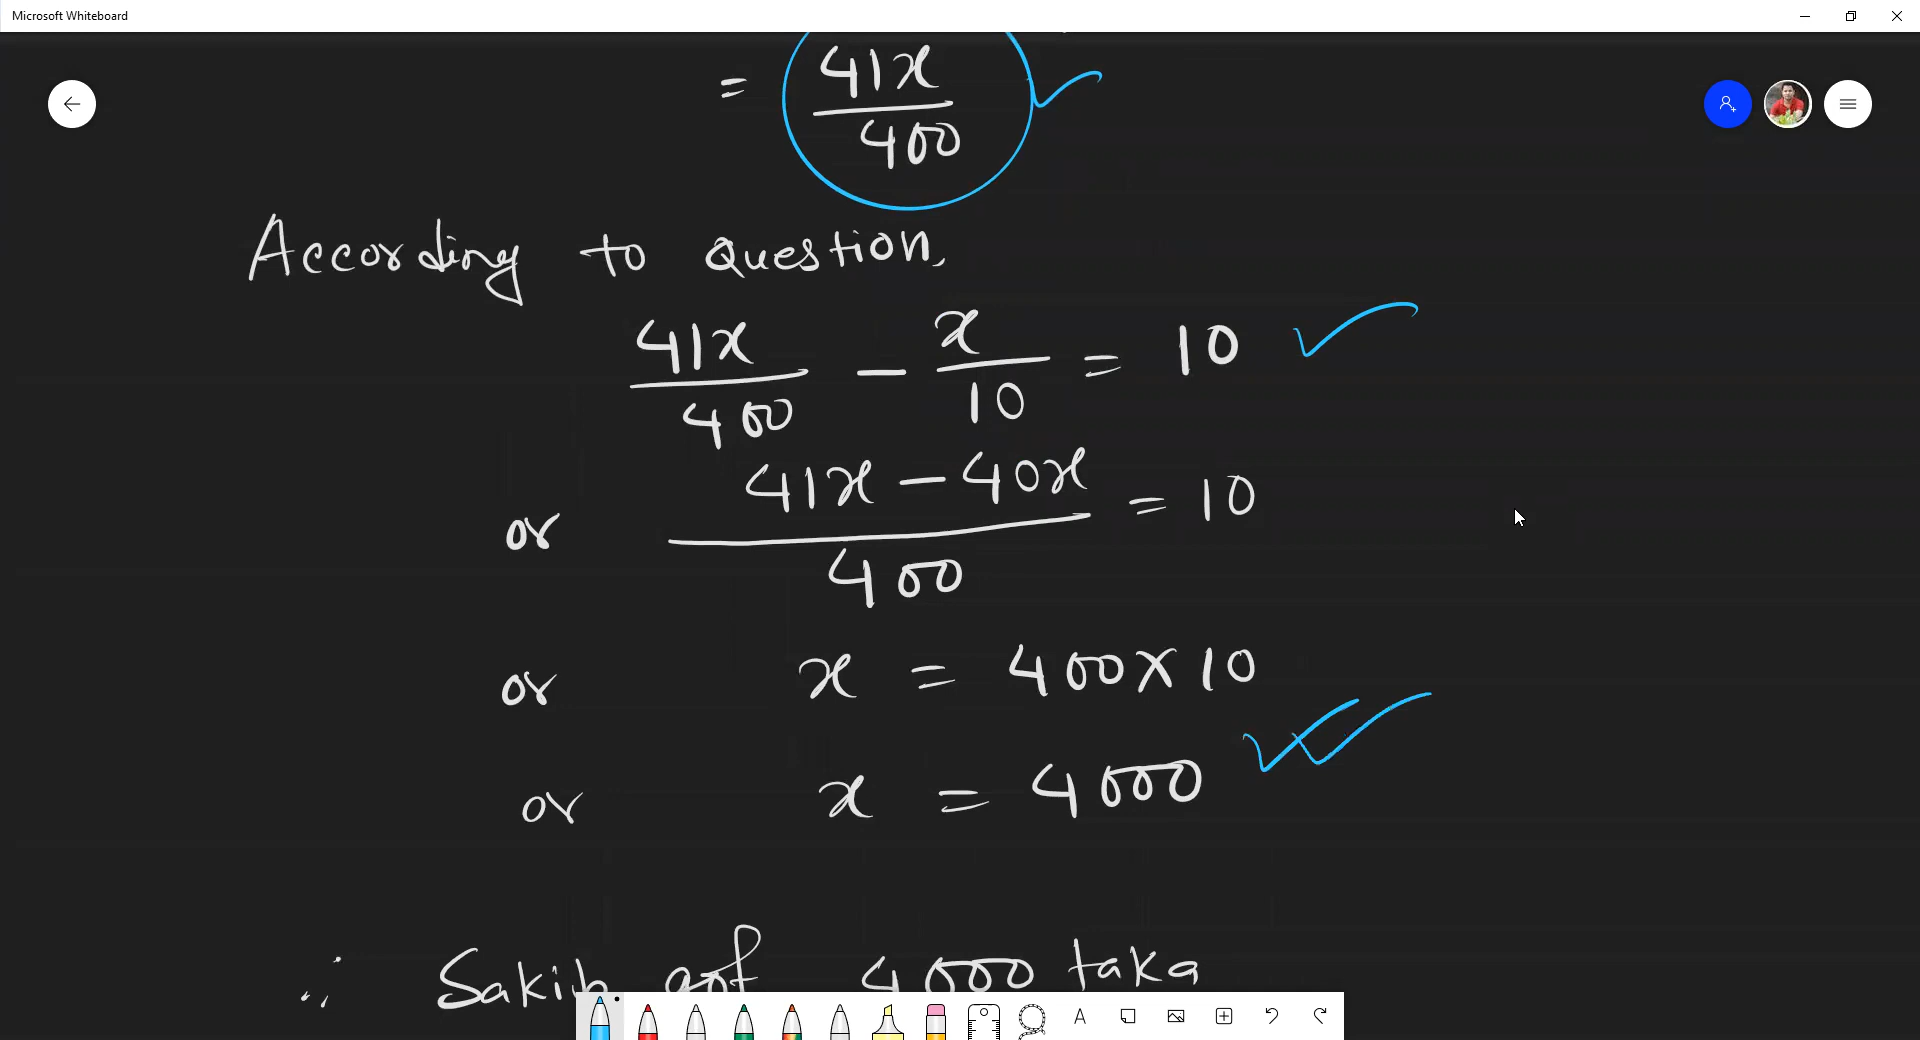 Microsoft Whiteboard
= 41x/400
According to question,
41x/400 - x/10 = 10
or (41x - 40x)/400 = 10
or x = 400 x 10
or x = 4000
∴ Sakib got 4000 taka
A